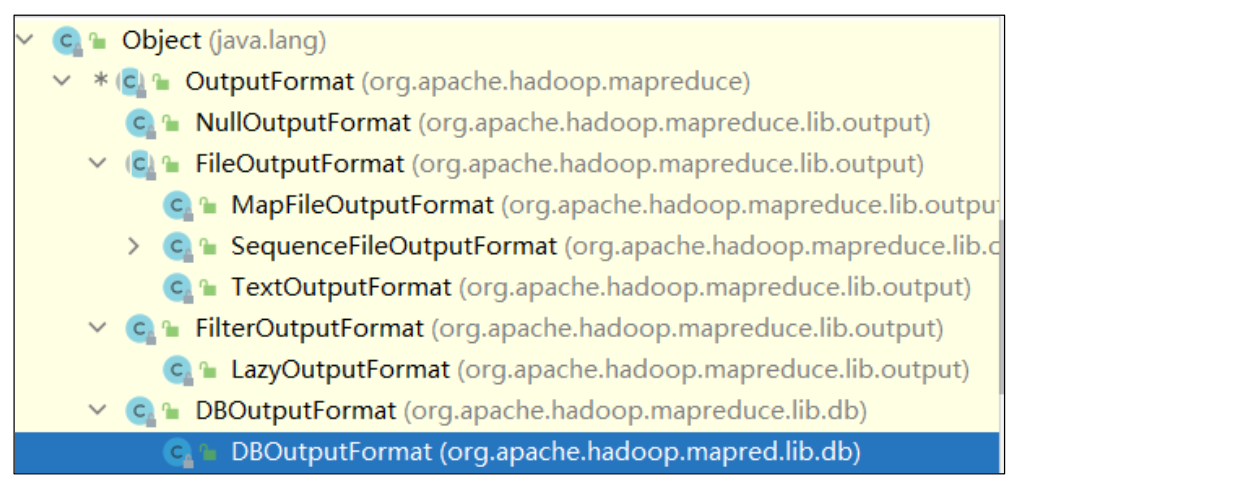 Object (java.lang)
* OutputFormat (org.apache.hadoop.mapreduce)
NullOutputFormat (org.apache.hadoop.mapreduce.lib.output)
FileOutputFormat (org.apache.hadoop.mapreduce.lib.output)
MapFileOutputFormat (org.apache.hadoop.mapreduce.lib.outpu
SequenceFileOutputFormat (org.apache.hadoop.mapreduce.lib.
TextOutputFormat (org.apache.hadoop.mapreduce.lib.output)
FilterOutputFormat (org.apache.hadoop.mapreduce.lib.output)
LazyOutputFormat (org.apache.hadoop.mapreduce.lib.output)
DBOutputFormat (org.apache.hadoop.mapreduce.lib.db)
DBOutputFormat (org.apache.hadoop.mapred.lib.db)